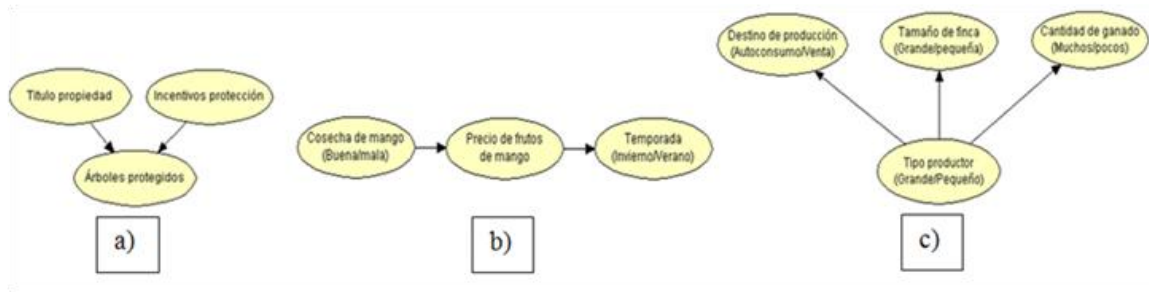 Titulo propiedad
Incentivos protección
Árboles protegidos
a)
Cosecha de mango
(Buena/mala)
Precio de frutos
de mango
Temporada
(Invierno/Verano)
b)
Destino de producción
(Autoconsumo/Venta)
Tamaño de finca
(Grande/pequeña)
Cantidad de ganado
(Muchos/pocos)
Tipo productor
(Grande/Pequeño)
c)